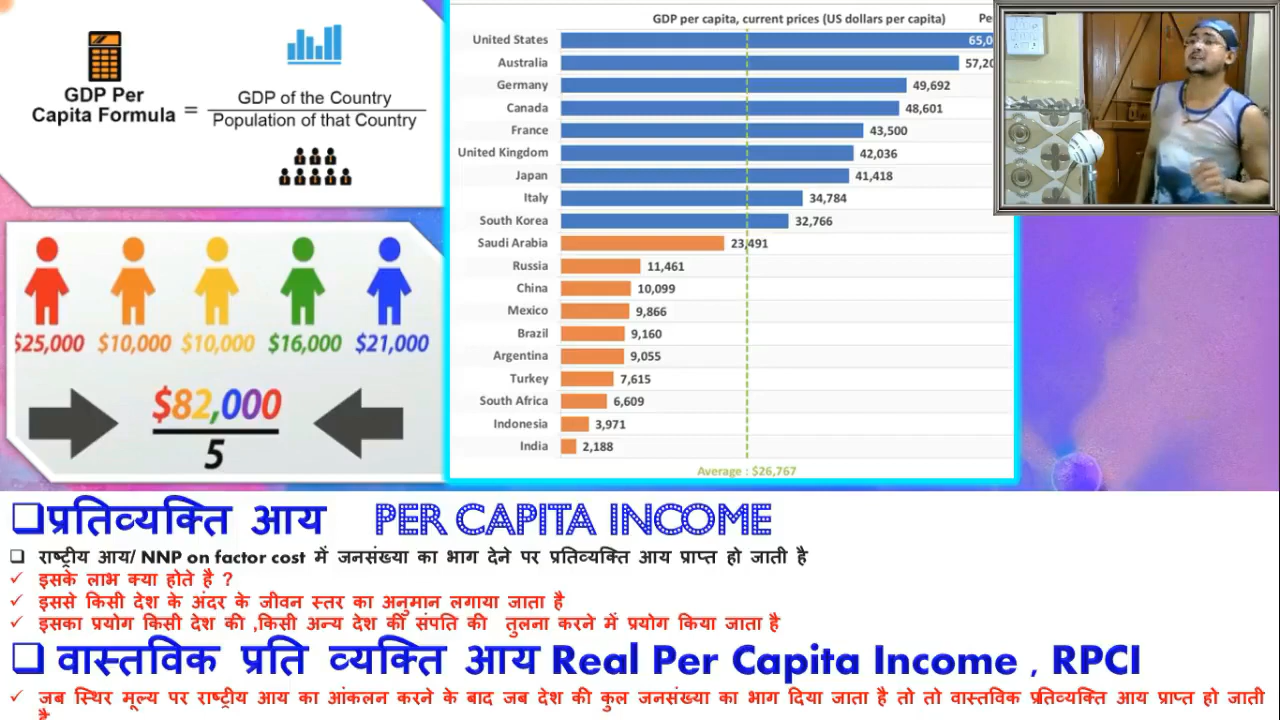 GDP Per
Capita Formula
=
GDP of the Country
Population of that Country
$25,000 $10,000 $10,000 $16,000 $21,000
$82,000
5
GDP per capita, current prices (US dollars per capita)
United States 65,0
Australia 57,20
Germany 49,692
Canada 48,601
France 43,500
United Kingdom 42,036
Japan 41,418
Italy 34,784
South Korea 32,766
Saudi Arabia 23,491
Russia 11,461
China 10,099
Mexico 9,866
Brazil 9,160
Argentina 9,055
Turkey 7,615
South Africa 6,609
Indonesia 3,971
India 2,188
Average : $26,767
❑प्रतिव्यक्ति आय PER CAPITA INCOME
❑ राष्ट्रीय आय/ NNP on factor cost में जनसंख्या का भाग देने पर प्रतिव्यक्ति आय प्राप्त हो जाती है
✓ इसके लाभ क्या होते है ?
✓ इससे किसी देश के अंदर के जीवन स्तर का अनुमान लगाया जाता है
✓ इसका प्रयोग किसी देश की ,किसी अन्य देश की संपति की तुलना करने में प्रयोग किया जाता है
❑ वास्तविक प्रति व्यक्ति आय Real Per Capita Income , RPCI
✓ जब स्थिर मूल्य पर राष्ट्रीय आय का आंकलन करने के बाद जब देश की कुल जनसंख्या का भाग दिया जाता है तो तो वास्तविक प्रतिव्यक्ति आय प्राप्त हो जाती
है